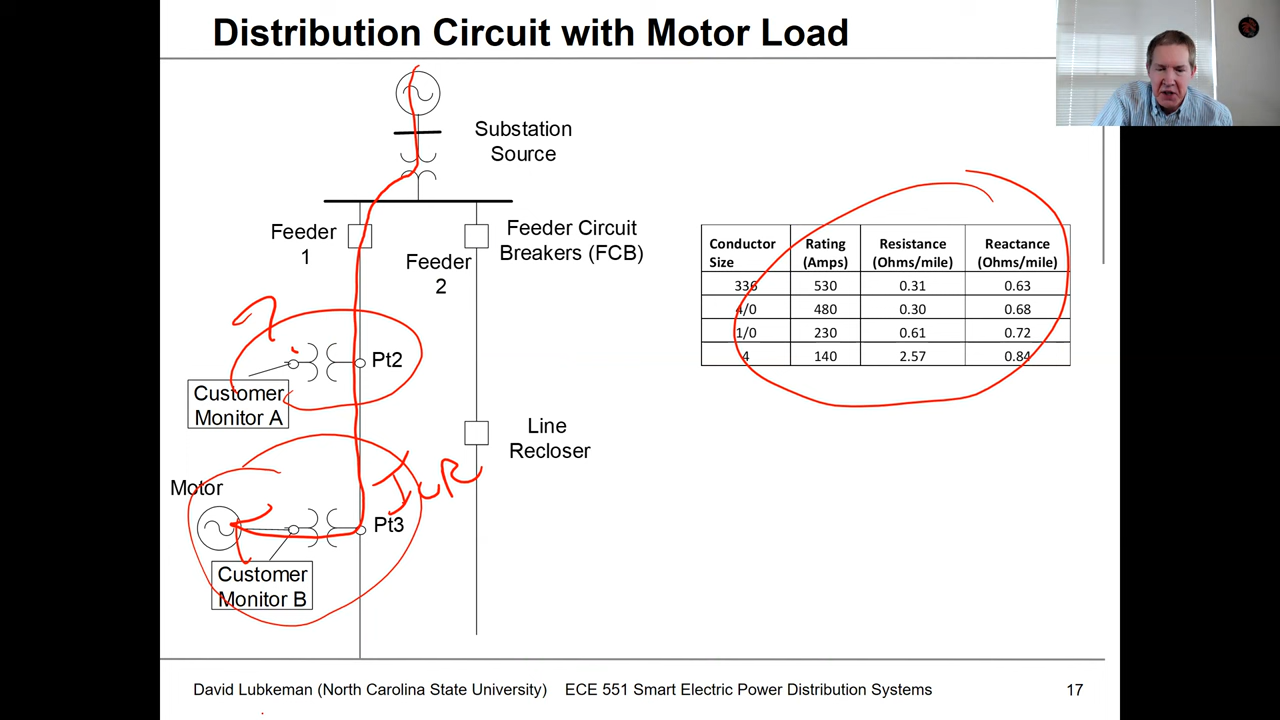 Distribution Circuit with Motor Load
Substation
Source
Feeder
1
Feeder Circuit
Breakers (FCB)
Feeder
2
Pt2
Customer
Monitor A
Line
Recloser
Motor
Pt3
Customer
Monitor B
Conductor Size Rating (Amps) Resistance (Ohms/mile) Reactance (Ohms/mile)
336 530 0.31 0.63
4/0 480 0.30 0.68
1/0 230 0.61 0.72
4 140 2.57 0.84
David Lubkeman (North Carolina State University) ECE 551 Smart Electric Power Distribution Systems 17